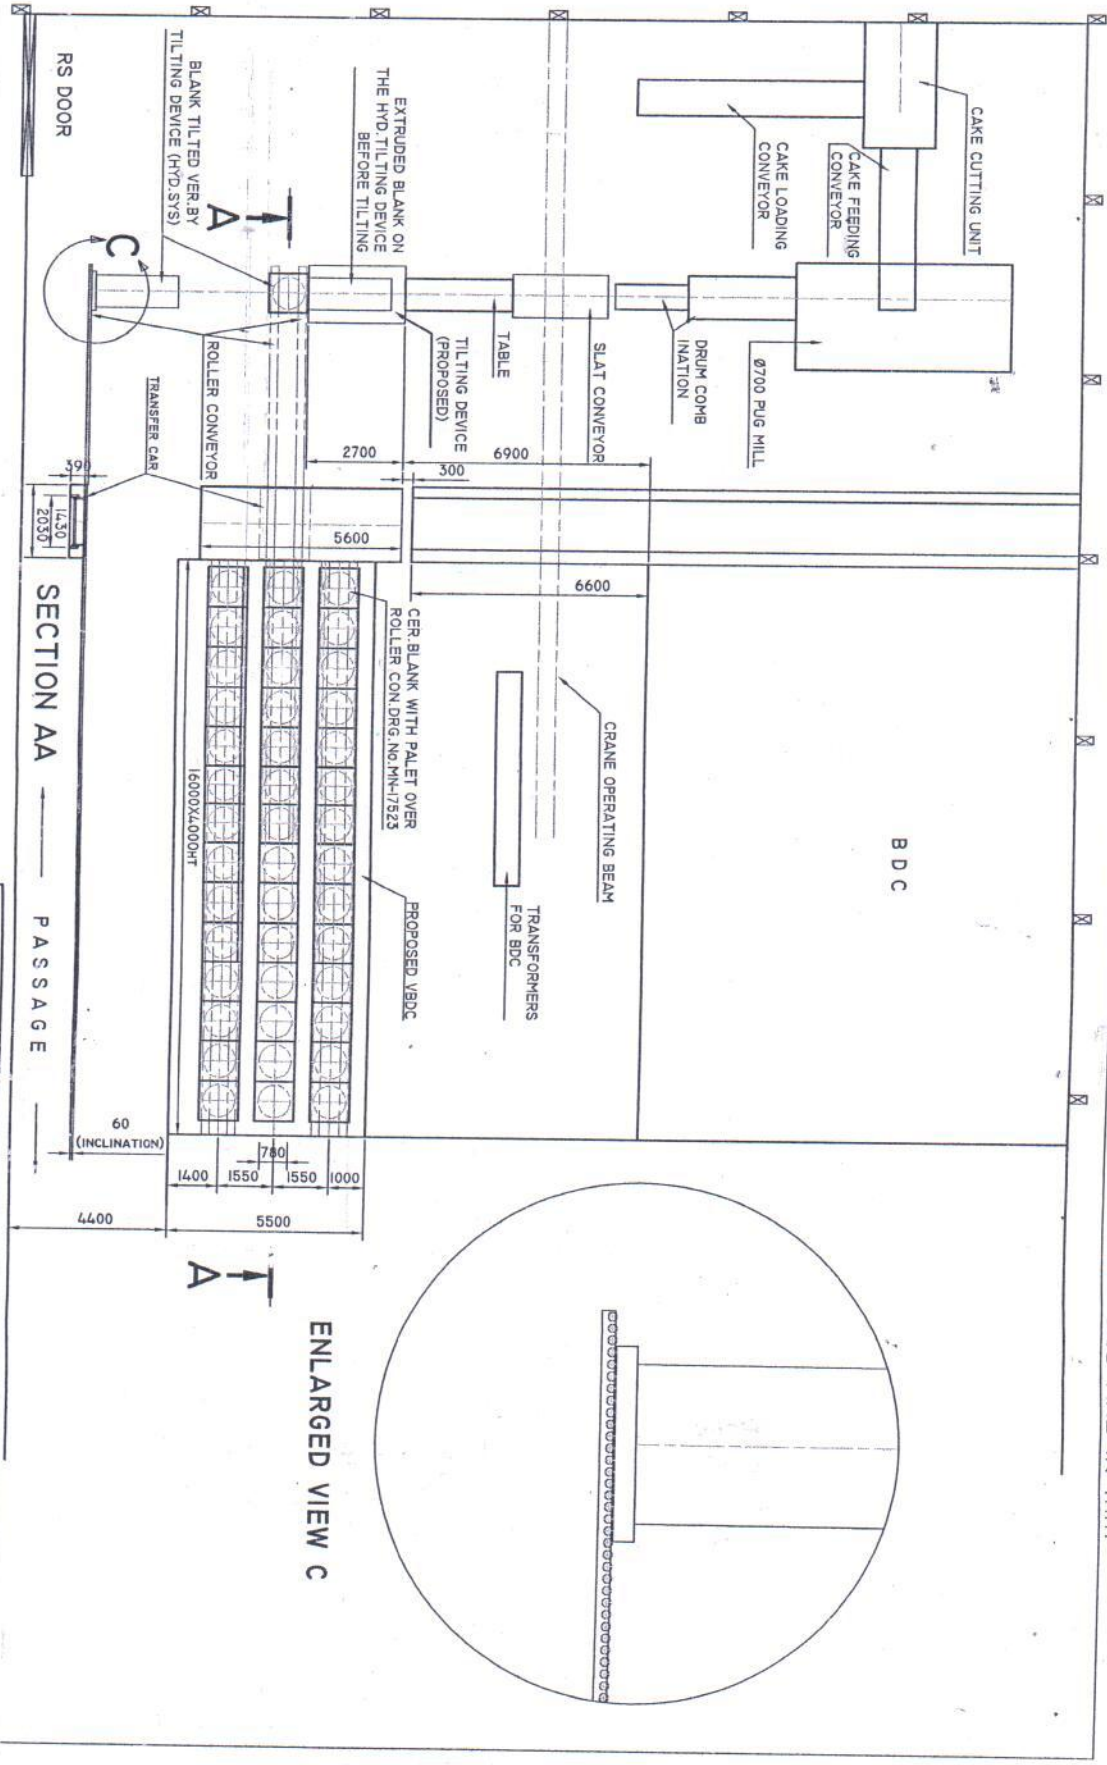 CAKE CUTTING UNIT
CAKE FEEDING
CONVEYOR
CAKE LOADING
CONVEYOR
Ø700 PUG MILL
DRUM COMB
INATION
SLAT CONVEYOR
TABLE
TILTING DEVICE
(PROPOSED)
EXTRUDED BLANK ON
THE HYD.TILTING DEVICE
BEFORE TILTING
BLANK TILTED VER.BY
TILTING DEVICE (HYD.SYS)
RS DOOR
A
C
ROLLER CONVEYOR
TRANSFER CAR
2700
6900
300
5600
6600
390
1430
2030
BDC
CRANE OPERATING BEAM
TRANSFORMERS
FOR BDC
CER.BLANK WITH PALET OVER
ROLLER CON.DRG.No.MN-17523
PROPOSED VBDC
16000X4000HT
SECTION AA
PASSAGE
60
(INCLINATION)
780
1400
1550
1550
1000
4400
5500
A
ENLARGED VIEW C